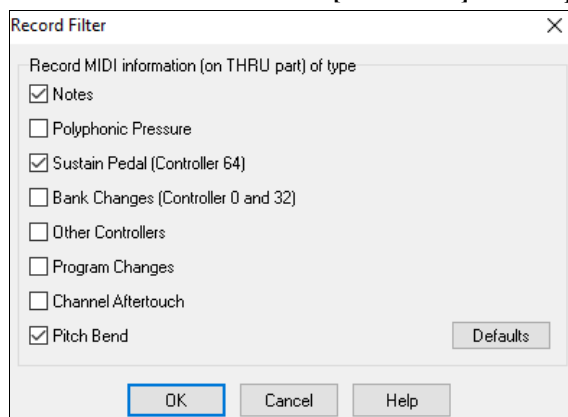 Record Filter
Record MIDI information (on THRU part) of type
Notes
Polyphonic Pressure
Sustain Pedal (Controller 64)
Bank Changes (Controller 0 and 32)
Other Controllers
Program Changes
Channel Aftertouch
Pitch Bend
Defaults
OK Cancel Help